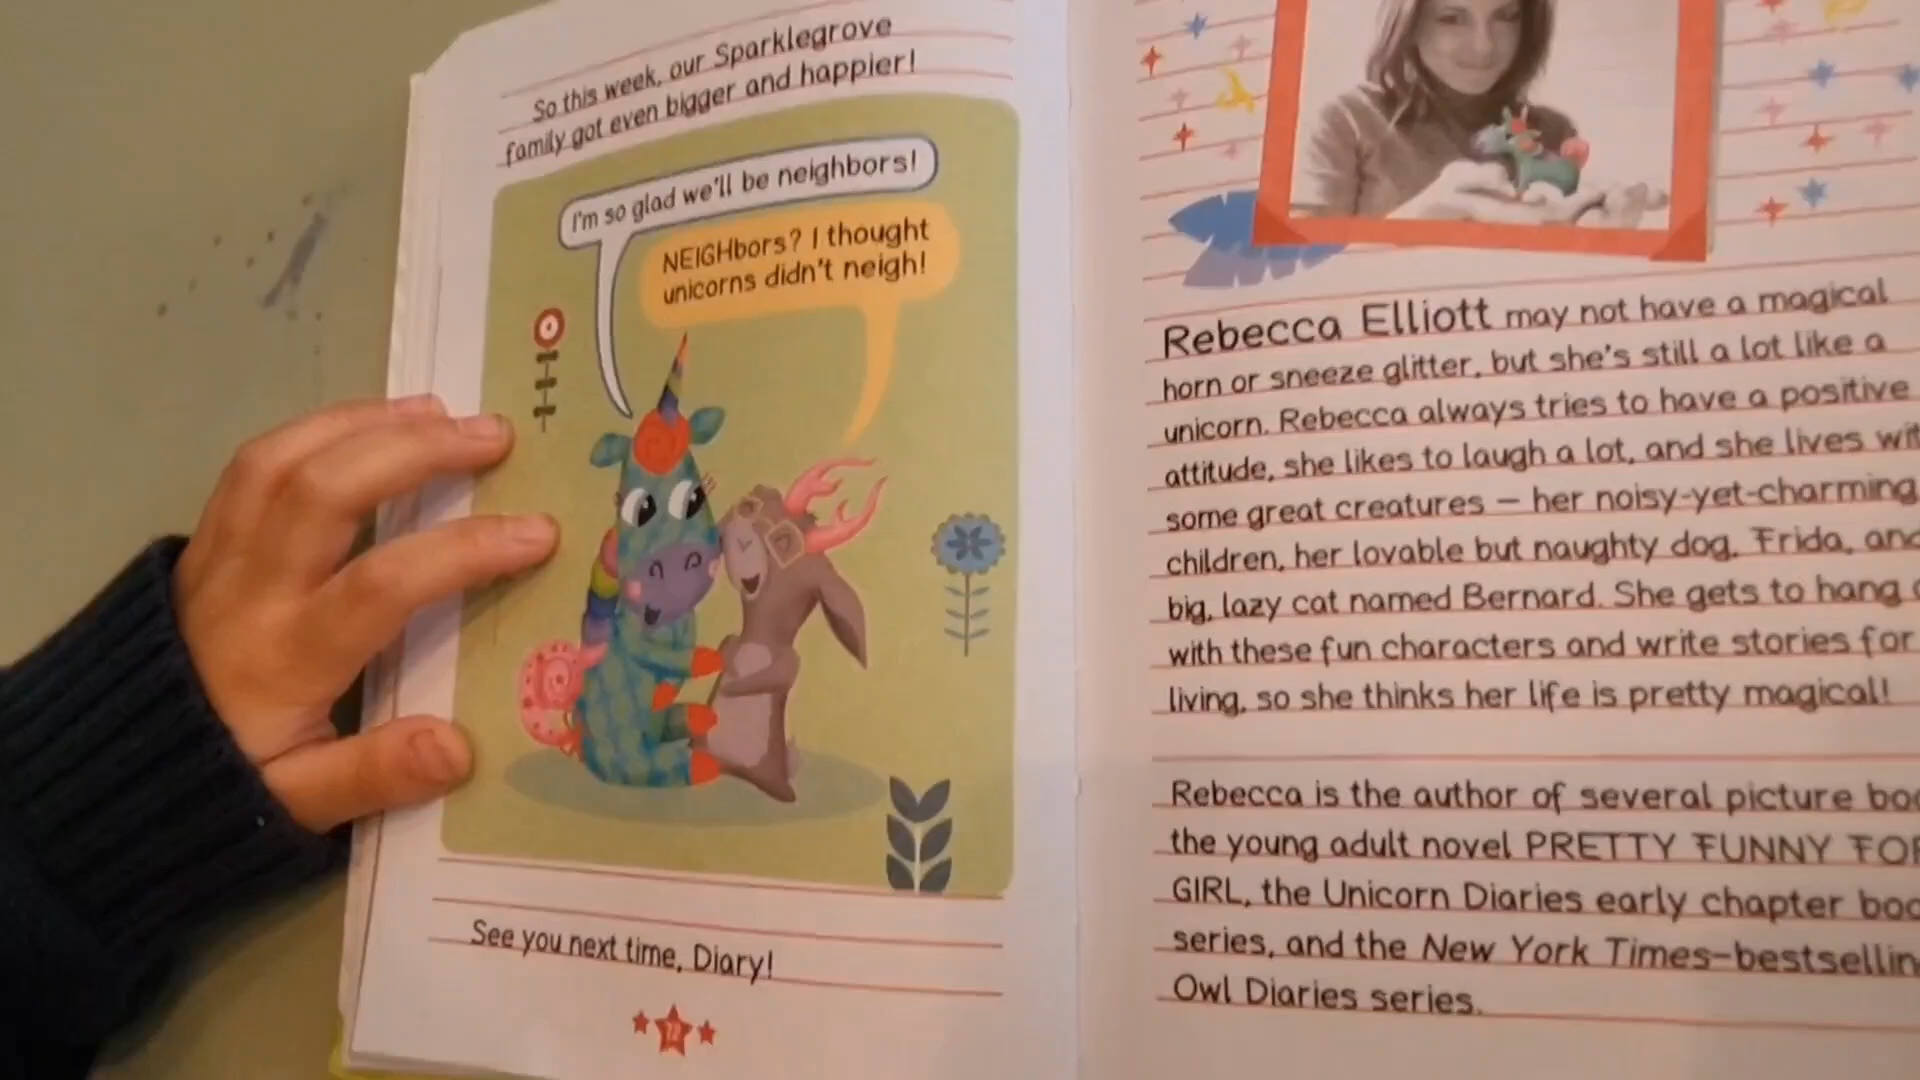 So this week, our Sparklegrove
family got even bigger and happier!
I'm so glad we'll be neighbors!
NEIGHbors? I thought
unicorns didn't neigh!
See you next time, Diary!
72
Rebecca Elliott may not have a magical
horn or sneeze glitter, but she's still a lot like a
unicorn. Rebecca always tries to have a positive
attitude, she likes to laugh a lot, and she lives
some great creatures — her noisy-yet-charming
children, her lovable but naughty dog, Frida, and
big, lazy cat named Bernard. She gets to hang
with these fun characters and write stories for
living, so she thinks her life is pretty magical!
Rebecca is the author of several picture
the young adult novel PRETTY FUNNY
GIRL, the Unicorn Diaries early chapter
series, and the New York Times-bestselling
Owl Diaries series.